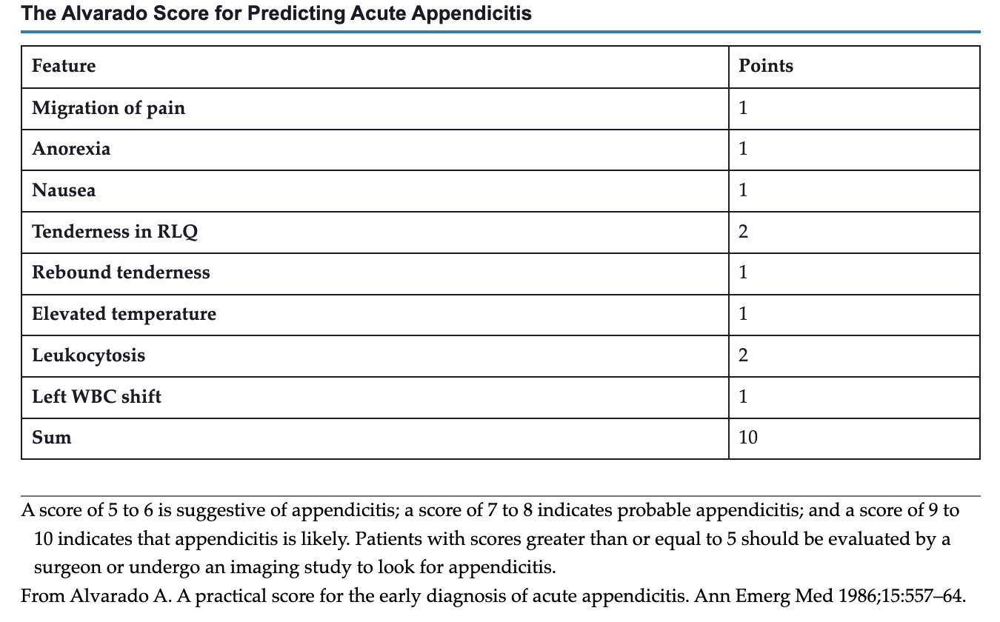 The Alvarado Score for Predicting Acute Appendicitis
Feature Points
Migration of pain 1
Anorexia 1
Nausea 1
Tenderness in RLQ 2
Rebound tenderness 1
Elevated temperature 1
Leukocytosis 2
Left WBC shift 1
Sum 10
A score of 5 to 6 is suggestive of appendicitis; a score of 7 to 8 indicates probable appendicitis; and a score of 9 to
10 indicates that appendicitis is likely. Patients with scores greater than or equal to 5 should be evaluated by a
surgeon or undergo an imaging study to look for appendicitis.
From Alvarado A. A practical score for the early diagnosis of acute appendicitis. Ann Emerg Med 1986;15:557–64.